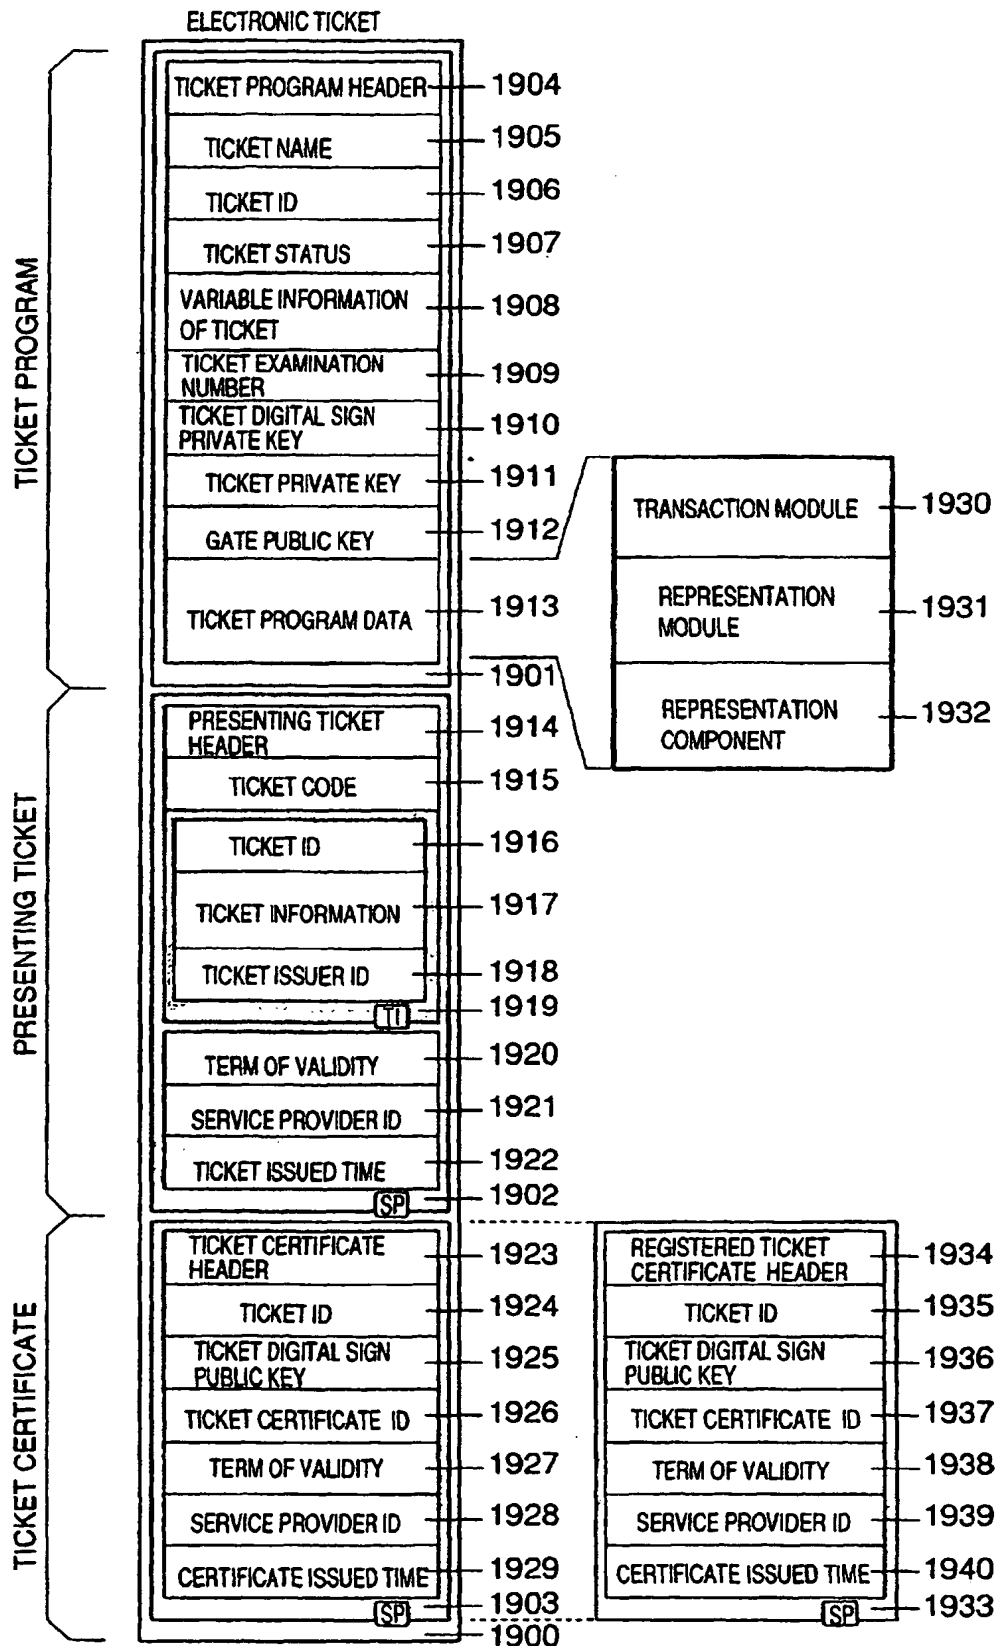 ELECTRONIC TICKET
TICKET PROGRAM
TICKET PROGRAM HEADER 1904
TICKET NAME 1905
TICKET ID 1906
TICKET STATUS 1907
VARIABLE INFORMATION
OF TICKET 1908
TICKET EXAMINATION
NUMBER 1909
TICKET DIGITAL SIGN
PRIVATE KEY 1910
TICKET PRIVATE KEY 1911
GATE PUBLIC KEY 1912
TICKET PROGRAM DATA 1913
1901
TRANSACTION MODULE 1930
REPRESENTATION
MODULE 1931
REPRESENTATION
COMPONENT 1932
PRESENTING TICKET
PRESENTING TICKET
HEADER 1914
TICKET CODE 1915
TICKET ID 1916
TICKET INFORMATION 1917
TICKET ISSUER ID 1918
TI 1919
TERM OF VALIDITY 1920
SERVICE PROVIDER ID 1921
TICKET ISSUED TIME 1922
SP 1902
TICKET CERTIFICATE
TICKET CERTIFICATE
HEADER 1923
TICKET ID 1924
TICKET DIGITAL SIGN
PUBLIC KEY 1925
TICKET CERTIFICATE ID 1926
TERM OF VALIDITY 1927
SERVICE PROVIDER ID 1928
CERTIFICATE ISSUED TIME 1929
SP 1903
1900
REGISTERED TICKET
CERTIFICATE HEADER 1934
TICKET ID 1935
TICKET DIGITAL SIGN
PUBLIC KEY 1936
TICKET CERTIFICATE ID 1937
TERM OF VALIDITY 1938
SERVICE PROVIDER ID 1939
CERTIFICATE ISSUED TIME 1940
SP 1933